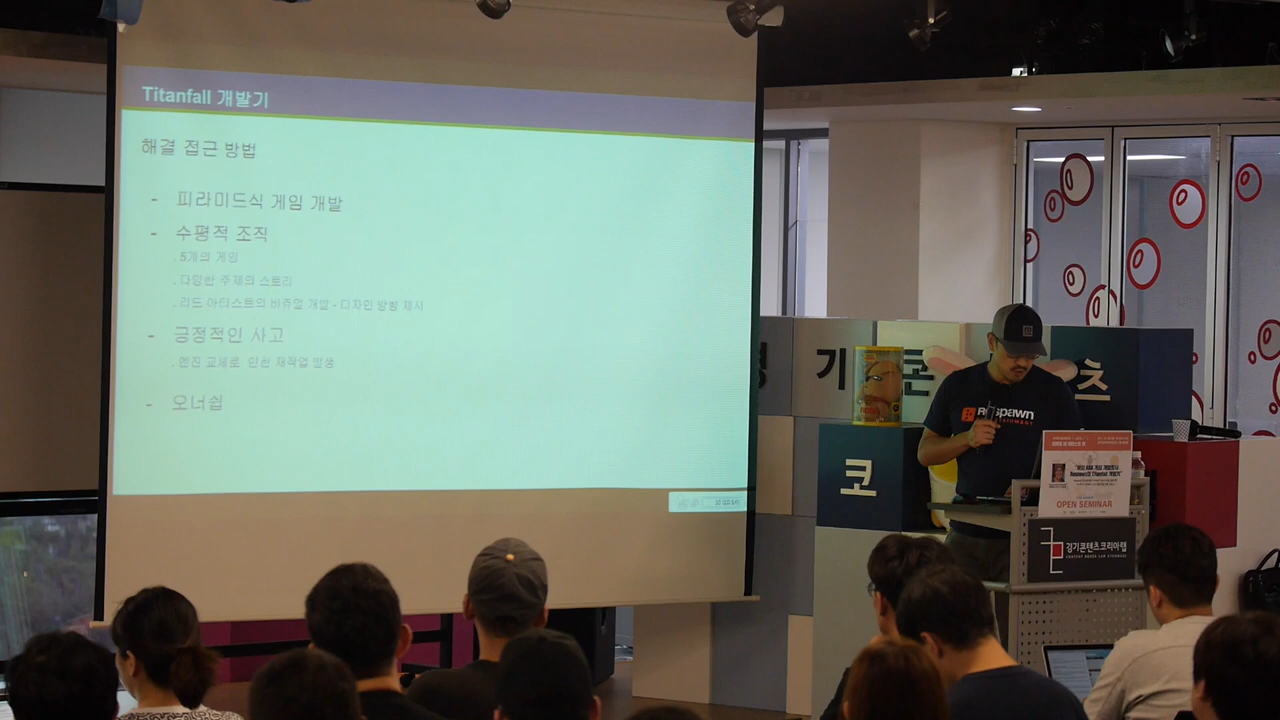 Titanfall 개발기
해결 접근 방법
- 피라미드식 게임 개발
- 수평적 조직
. 5개의 게임
. 다양한 주제의 스토리
. 리드 아티스트의 비쥬얼 개발 - 디자인 방향 제시
- 긍정적인 사고
. 엔진 교체로 인한 재작업 발생
- 오너쉽
기콘
츠
코
Respawn
OPEN SEMINAR
경기콘텐츠코리아랩